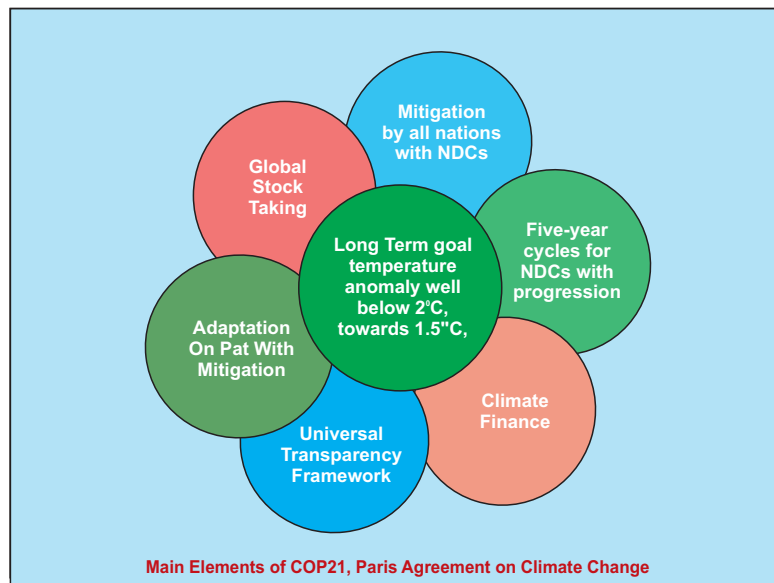 Mitigation
by all nations
with NDCs
Global
Stock
Taking
Five-year
cycles for
NDCs with
progression
Long Term goal
temperature
anomaly well
below 2°C,
towards 1.5"C,
Adaptation
On Pat With
Mitigation
Climate
Finance
Universal
Transparency
Framework
Main Elements of COP21, Paris Agreement on Climate Change